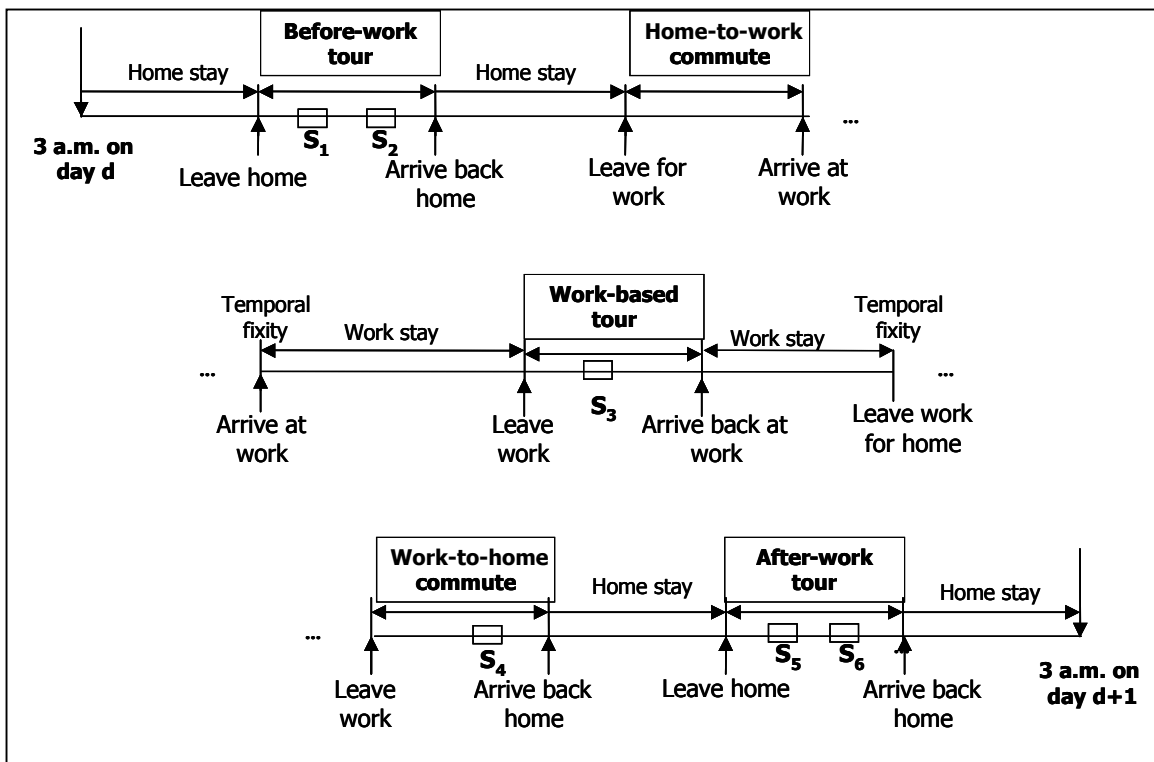 Before-work
tour
Home-to-work
commute
Home stay
Home stay
...
S1
S2
3 a.m. on
day d
Leave home
Arrive back
home
Leave for
work
Arrive at
work
Work-based
tour
Temporal
fixity
Temporal
fixity
Work stay
Work stay
...
...
S3
Arrive at
work
Leave
work
Arrive back at
work
Leave work
for home
Work-to-home
commute
After-work
tour
Home stay
Home stay
...
...
S4
S5
S6
Leave
work
Arrive back
home
Leave home
Arrive back
home
3 a.m. on
day d+1